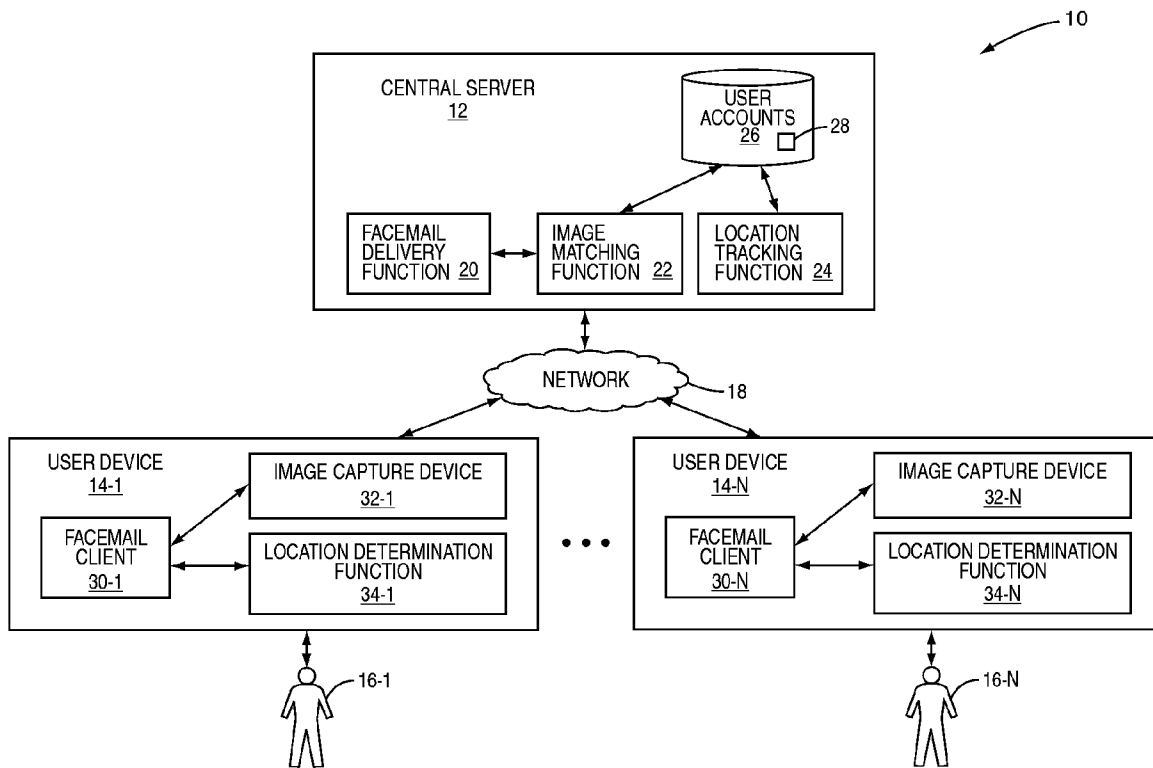 10
CENTRAL SERVER
12
USER
ACCOUNTS
26
28
FACEMAIL
DELIVERY
FUNCTION 20
IMAGE
MATCHING
FUNCTION 22
LOCATION
TRACKING
FUNCTION 24
NETWORK
18
USER DEVICE
14-1
IMAGE CAPTURE DEVICE
32-1
FACEMAIL
CLIENT
30-1
LOCATION DETERMINATION
FUNCTION
34-1
16-1
USER DEVICE
14-N
IMAGE CAPTURE DEVICE
32-N
FACEMAIL
CLIENT
30-N
LOCATION DETERMINATION
FUNCTION
34-N
16-N